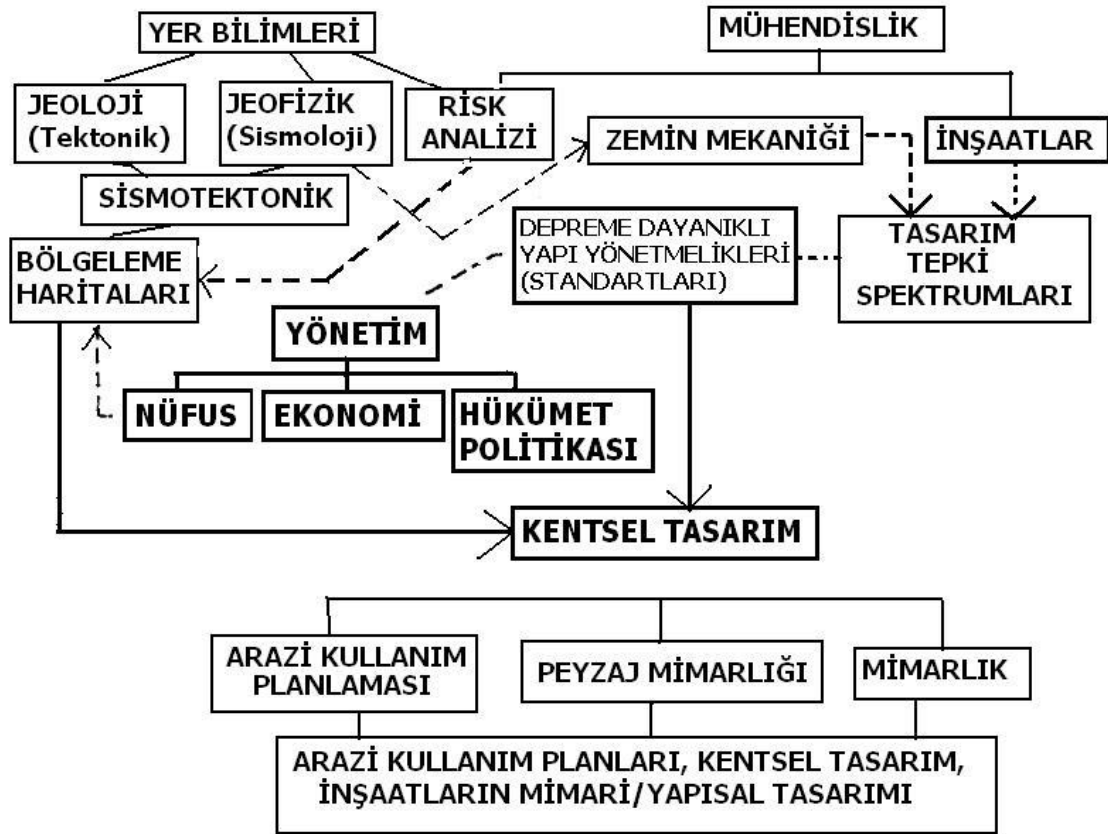 YER BİLİMLERİ
MÜHENDİSLİK
JEOLOJİ
(Tektonik)
JEOFİZİK
(Sismoloji)
RİSK
ANALİZİ
ZEMİN MEKANİĞİ
İNŞAATLAR
SİSMOTEKTONİK
BÖLGELEME
HARİTALARI
DEPREME DAYANIKLI
YAPI YÖNETMELİKLERİ
(STANDARTLARI)
TASARIM
TEPKİ
SPEKTRUMLARI
YÖNETİM
NÜFUS
EKONOMİ
HÜKÜMET
POLİTİKASI
KENTSEL TASARIM
ARAZİ KULLANIM
PLANLAMASI
PEYZAJ MİMARLIĞI
MİMARLIK
ARAZİ KULLANIM PLANLARI, KENTSEL TASARIM,
İNŞAATLARIN MİMARİ/YAPISAL TASARIMI